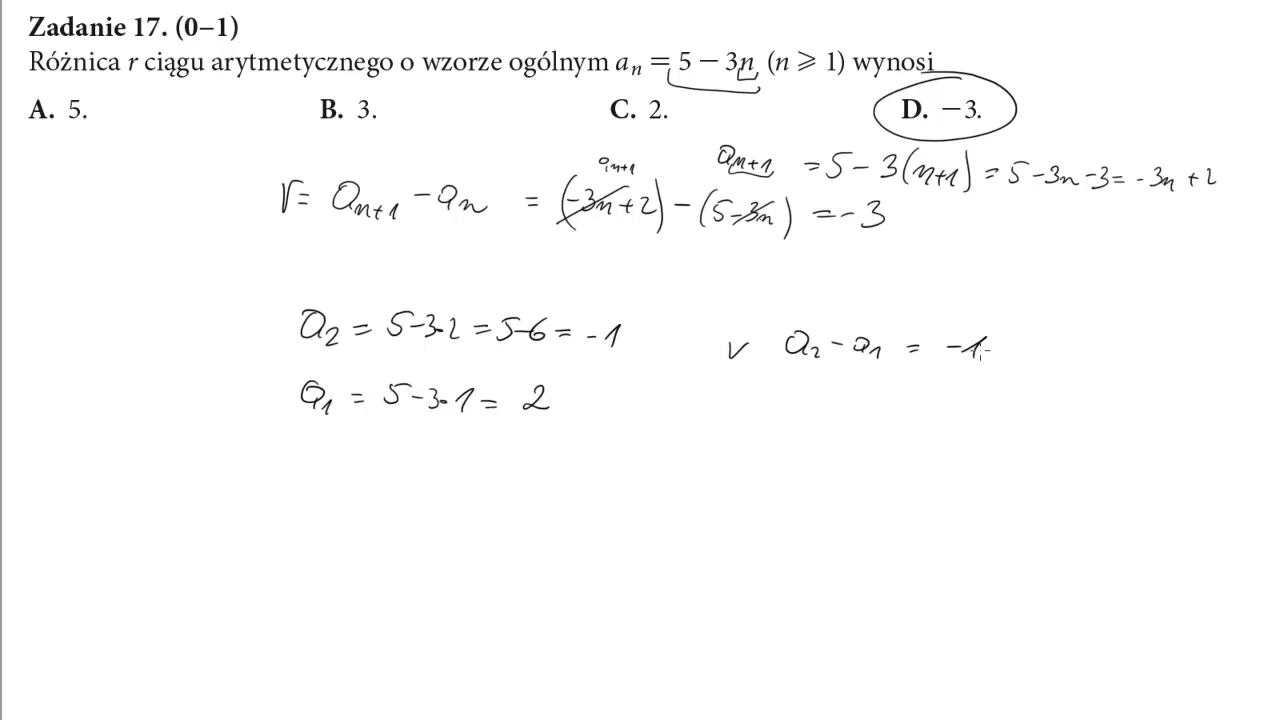 Zadanie 17. (0–1)
Różnica r ciągu arytmetycznego o wzorze ogólnym aₙ = 5 − 3n (n ⩾ 1) wynosi
A. 5. B. 3. C. 2. D. −3.
aₙ₊₁ = 5 − 3(n+1) = 5 − 3n − 3 = -3n + 2
aₙ₊₁
r = aₙ₊₁ − aₙ = (−3n + 2) − (5 − 3n) = −3
a₂ = 5 − 3·2 = 5 − 6 = −1
r a₂ − a₁ = −1 -
a₁ = 5 − 3·1 = 2